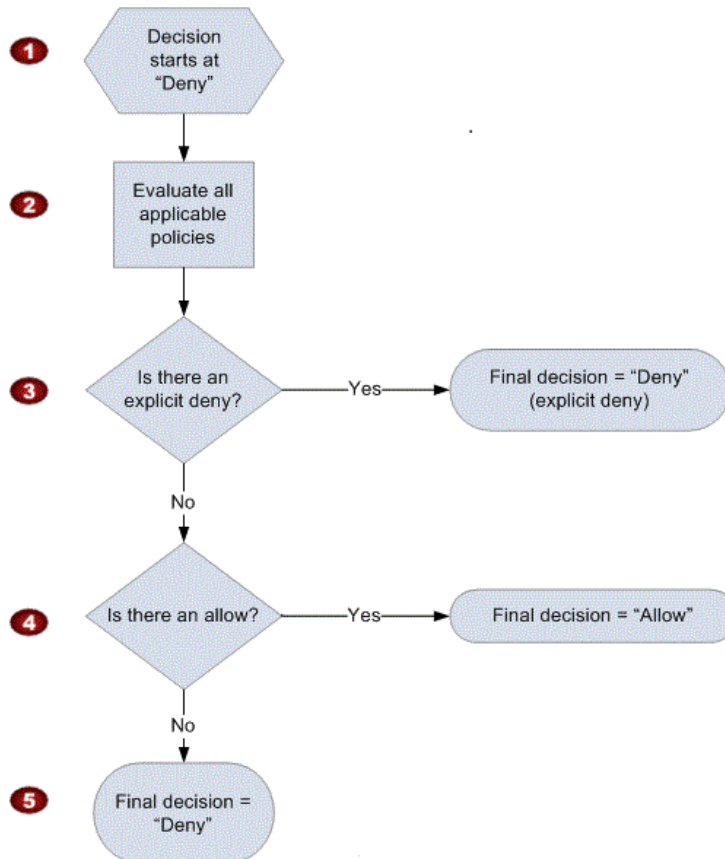 1
Decision
starts at
“Deny”
2
Evaluate all
applicable
policies
3
Is there an
explicit deny?
Yes
Final decision = “Deny”
(explicit deny)
No
4
Is there an allow?
Yes
Final decision = “Allow”
No
5
Final decision =
“Deny”